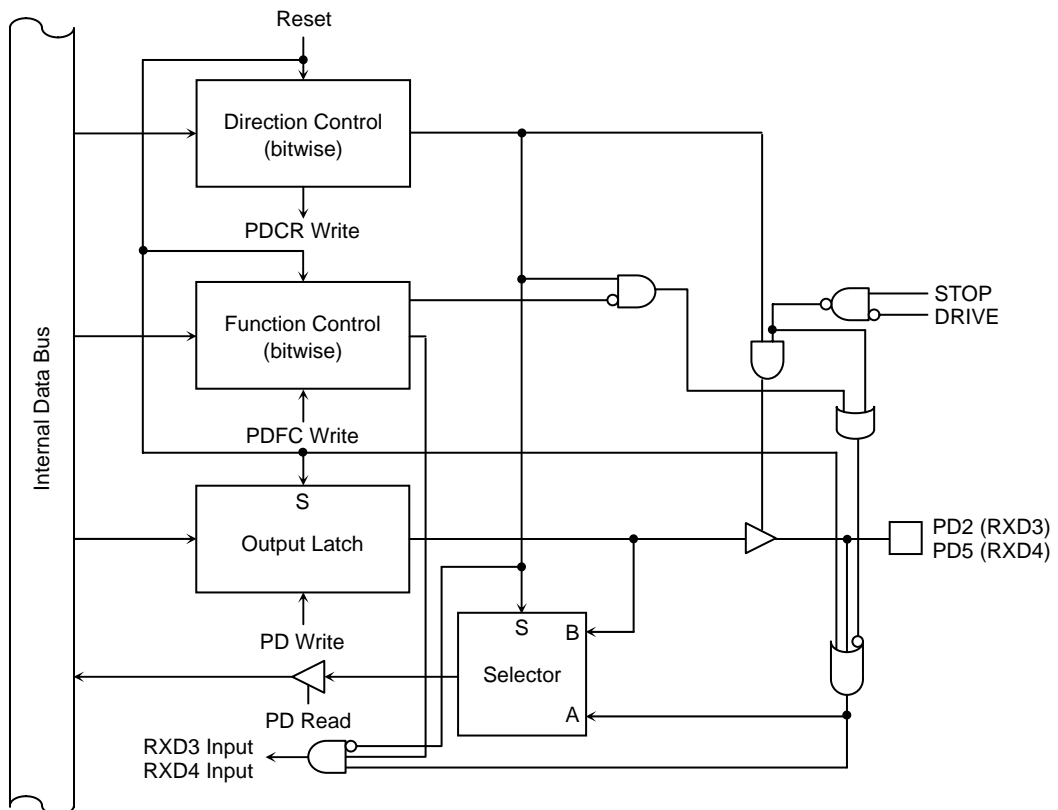 Reset
Internal Data Bus
Direction Control
(bitwise)
PDCR Write
Function Control
(bitwise)
STOP
DRIVE
PDFC Write
S
Output Latch
PD2 (RXD3)
PD5 (RXD4)
PD Write
S
B
Selector
A
PD Read
RXD3 Input
RXD4 Input